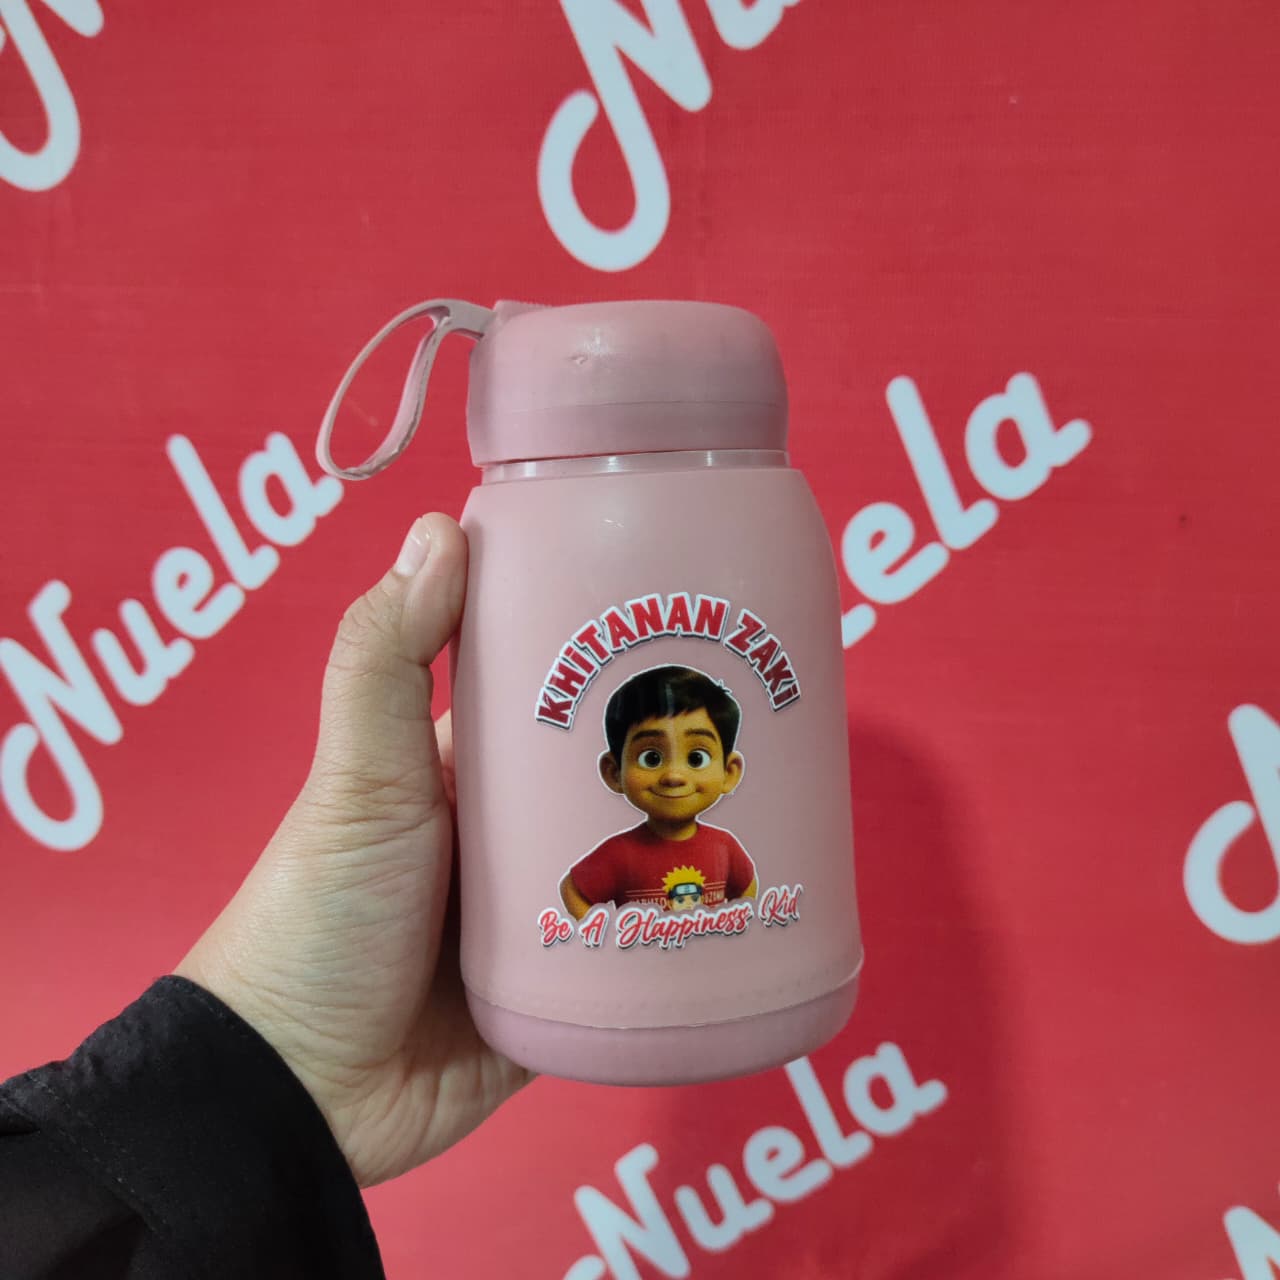 Nuela
Nuela
Nuela
KHiTANAN ZAKi
Be A Happiness Kid
Nuela